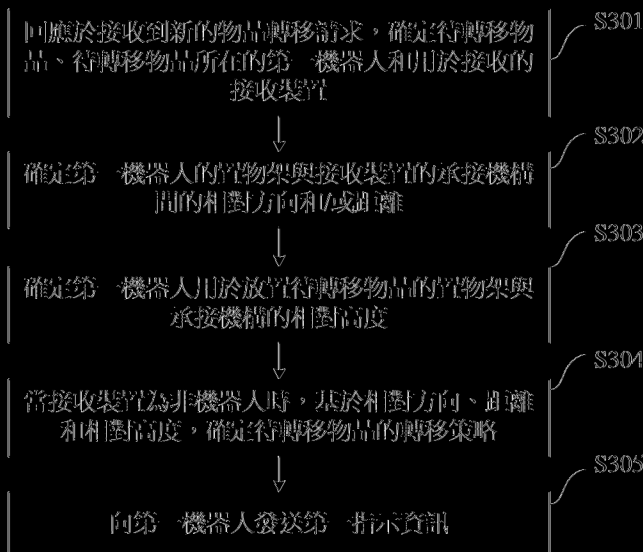 回應於接收到新的物品轉移請求，確定待轉移物
品、待轉移物品所在的第一機器人和用於接收的
接收裝置
S301
確定第一機器人的置物架與接收裝置的承接機構
間的相對方向和/或距離
S302
確定第一機器人用於放置待轉移物品的置物架與
承接機構的相對高度
S303
當接收裝置為非機器人時，基於相對方向、距離
和相對高度，確定待轉移物品的轉移策略
S304
向第一機器人發送第一指示資訊
S305